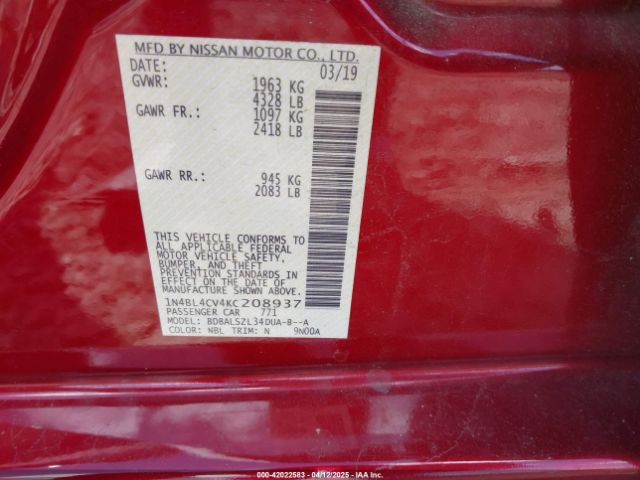 MFD BY NISSAN MOTOR CO., LTD.
DATE: 03/19
GVWR: 1963 KG
4328 LB
GAWR FR.: 1097 KG
2418 LB
GAWR RR.: 945 KG
2083 LB
THIS VEHICLE CONFORMS TO
ALL APPLICABLE FEDERAL
MOTOR VEHICLE SAFETY,
BUMPER, AND THEFT
PREVENTION STANDARDS
IN EFFECT ON THE DATE OF
MANUFACTURE SHOWN ABOVE.
1N4BL4CV4KC208937
PASSENGER CAR 771
MODEL: BDBALSZL34DUA-B--A
COLOR: NBL TRIM: N 9N00A
000-42022583 - 04/12/2025 - IAAI.COM